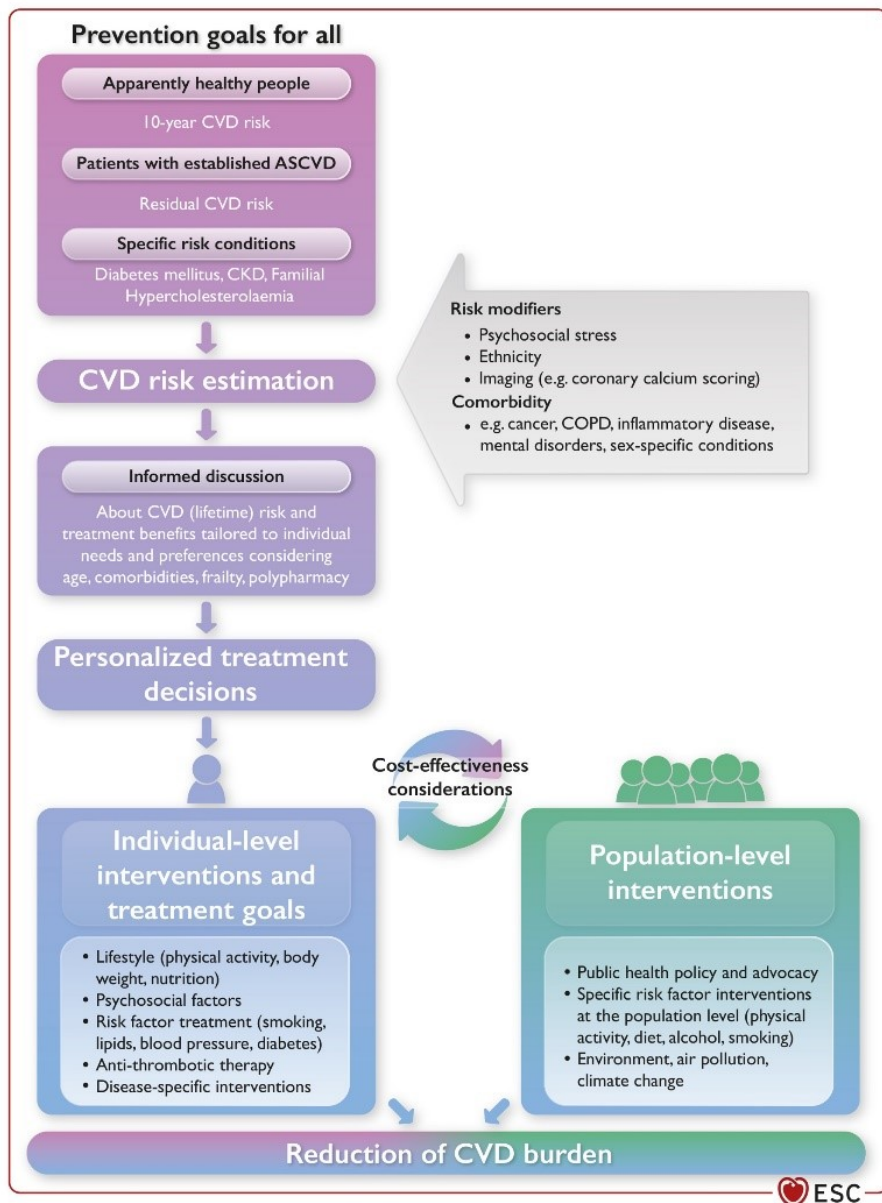 Prevention goals for all
Apparently healthy people
10-year CVD risk
Patients with established ASCVD
Residual CVD risk
Specific risk conditions
Diabetes mellitus, CKD, Familial
Hypercholesterolaemia
CVD risk estimation
Risk modifiers
• Psychosocial stress
• Ethnicity
• Imaging (e.g. coronary calcium scoring)
Comorbidity
• e.g. cancer, COPD, inflammatory disease,
mental disorders, sex-specific conditions
Informed discussion
About CVD (lifetime) risk and
treatment benefits tailored to individual
needs and preferences considering
age, comorbidities, frailty, polypharmacy
Personalized treatment
decisions
Cost-effectiveness
considerations
Individual-level
interventions and
treatment goals
• Lifestyle (physical activity, body
weight, nutrition)
• Psychosocial factors
• Risk factor treatment (smoking,
lipids, blood pressure, diabetes)
• Anti-thrombotic therapy
• Disease-specific interventions
Population-level
interventions
• Public health policy and advocacy
• Specific risk factor interventions
at the population level (physical
activity, diet, alcohol, smoking)
• Environment, air pollution,
climate change
Reduction of CVD burden
ESC